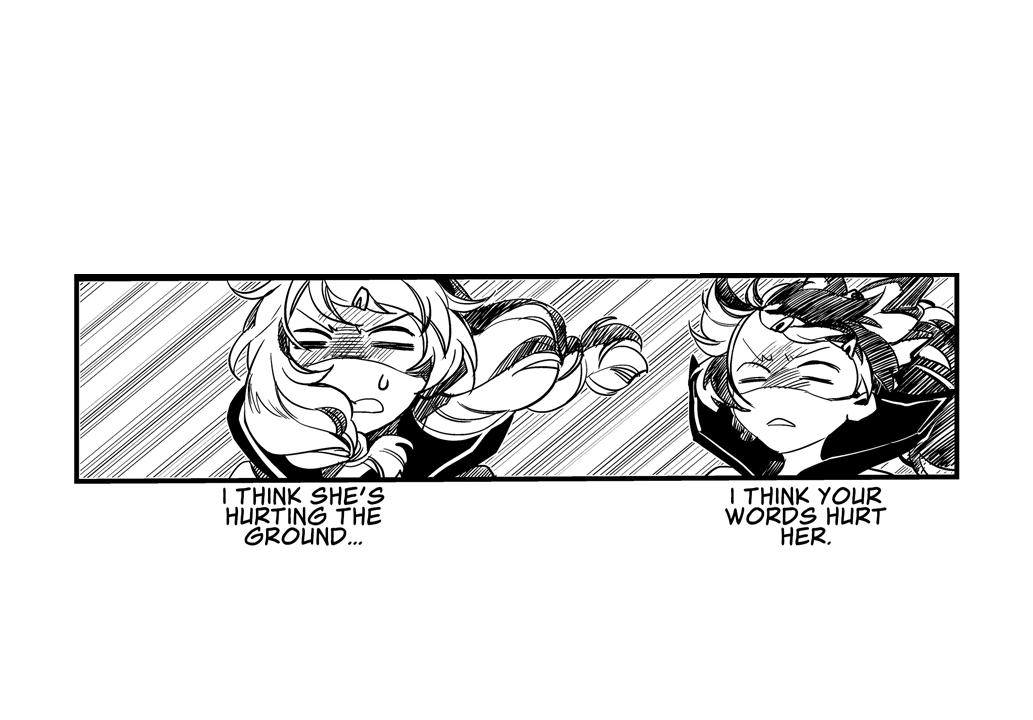 I THINK SHE'S
HURTING THE
GROUND...
I THINK YOUR
WORDS HURT
HER.